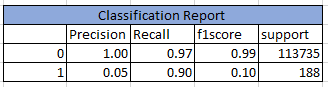 Classification Report
Precision Recall f1score support
0 1.00 0.97 0.99 113735
1 0.05 0.90 0.10 188